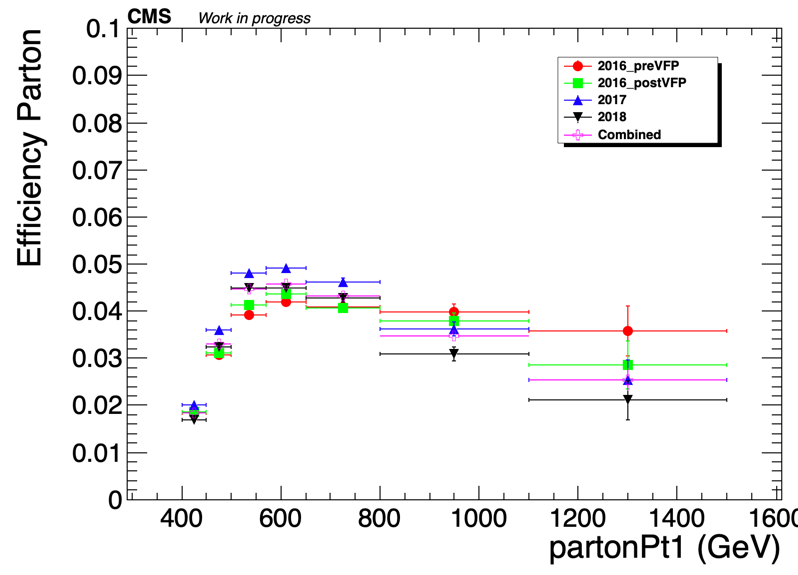 CMS Work in progress
Efficiency Parton
0.1
0.09
0.08
0.07
0.06
0.05
0.04
0.03
0.02
0.01
0
2016_preVFP
2016_postVFP
2017
2018
Combined
400 600 800 1000 1200 1400 1600
partonPt1 (GeV)